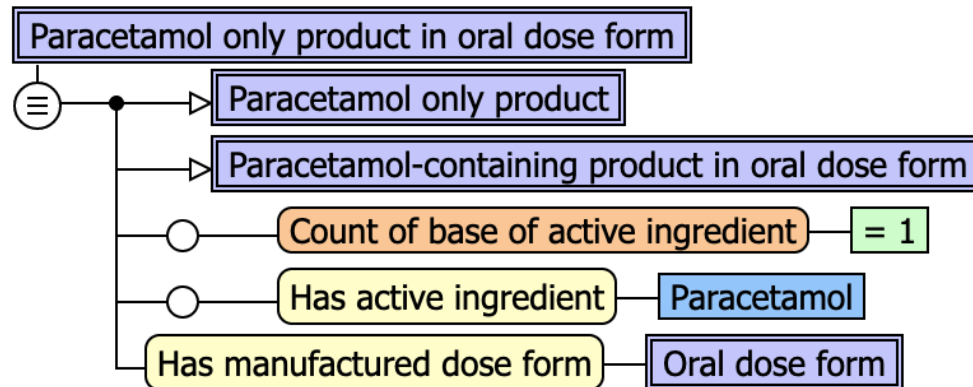 Paracetamol only product in oral dose form
Paracetamol only product
Paracetamol-containing product in oral dose form
Count of base of active ingredient = 1
Has active ingredient Paracetamol
Has manufactured dose form Oral dose form